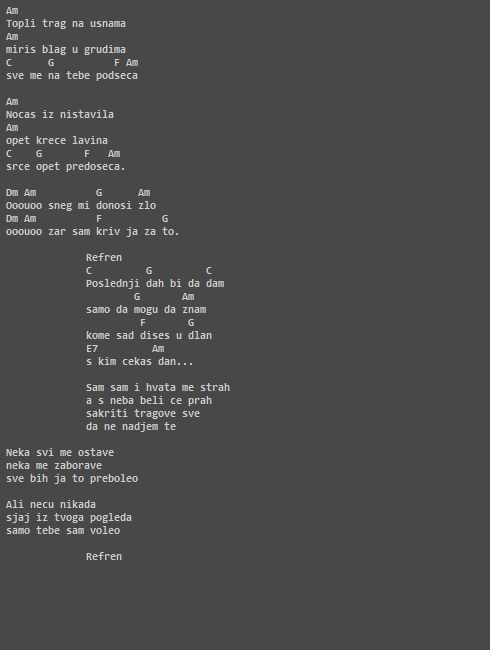 Am
Topli trag na usnama
Am
miris blag u grudima
C      G          F Am
sve me na tebe podseca

Am
Nocas iz nistavila
Am
opet krece lavina
C    G       F   Am
srce opet predoseca.

Dm Am          G      Am
Ooouoo sneg mi donosi zlo
Dm Am          F          G
ooouoo zar sam kriv ja za to.

Refren
C         G         C
Poslednji dah bi da dam
        G       Am
samo da mogu da znam
         F       G
kome sad dises u dlan
E7         Am
s kim cekas dan...

Sam sam i hvata me strah
a s neba beli ce prah
sakriti tragove sve
da ne nadjem te

Neka svi me ostave
neka me zaborave
sve bih ja to preboleo

Ali necu nikada
sjaj iz tvoga pogleda
samo tebe sam voleo

Refren